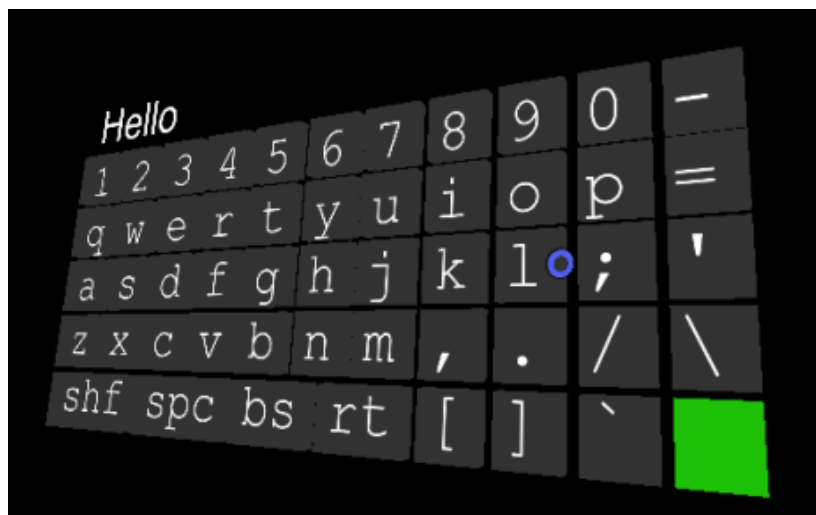 Hello
1 2 3 4 5 6 7 8 9 0 -
q w e r t y u i o p =
a s d f g h j k l ; '
z x c v b n m , . / \
shf spc bs rt [ ] `